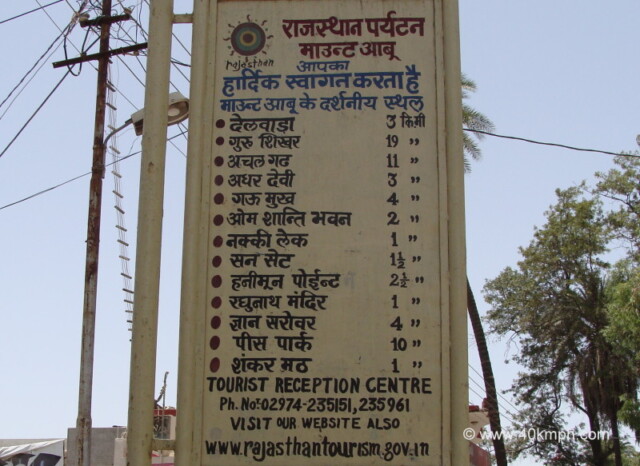 राजस्थान पर्यटन
माउन्ट आबू
rajasthan
आपका
हार्दिक स्वागत करता है
माउन्ट आबू के दर्शनीय स्थल
देलवाड़ा 3 कि.मी
गुरू शिखर 19 "
अचल गढ 11 "
अधर देवी 3 "
गऊ मुख 4 "
ओम शान्ति भवन 2 "
नक्की लेक 1 "
सन सेट 1½ "
हनीमून पोईन्ट 2½ "
रघुनाथ मंदिर 1 "
ज्ञान सरोवर 4 "
पीस पार्क 10 "
शंकर मठ 1 "
TOURIST RECEPTION CENTRE
Ph. No:02974-235151, 235961
VISIT OUR WEBSITE ALSO
www.rajasthantourism.gov.in
© www.40kmph.com